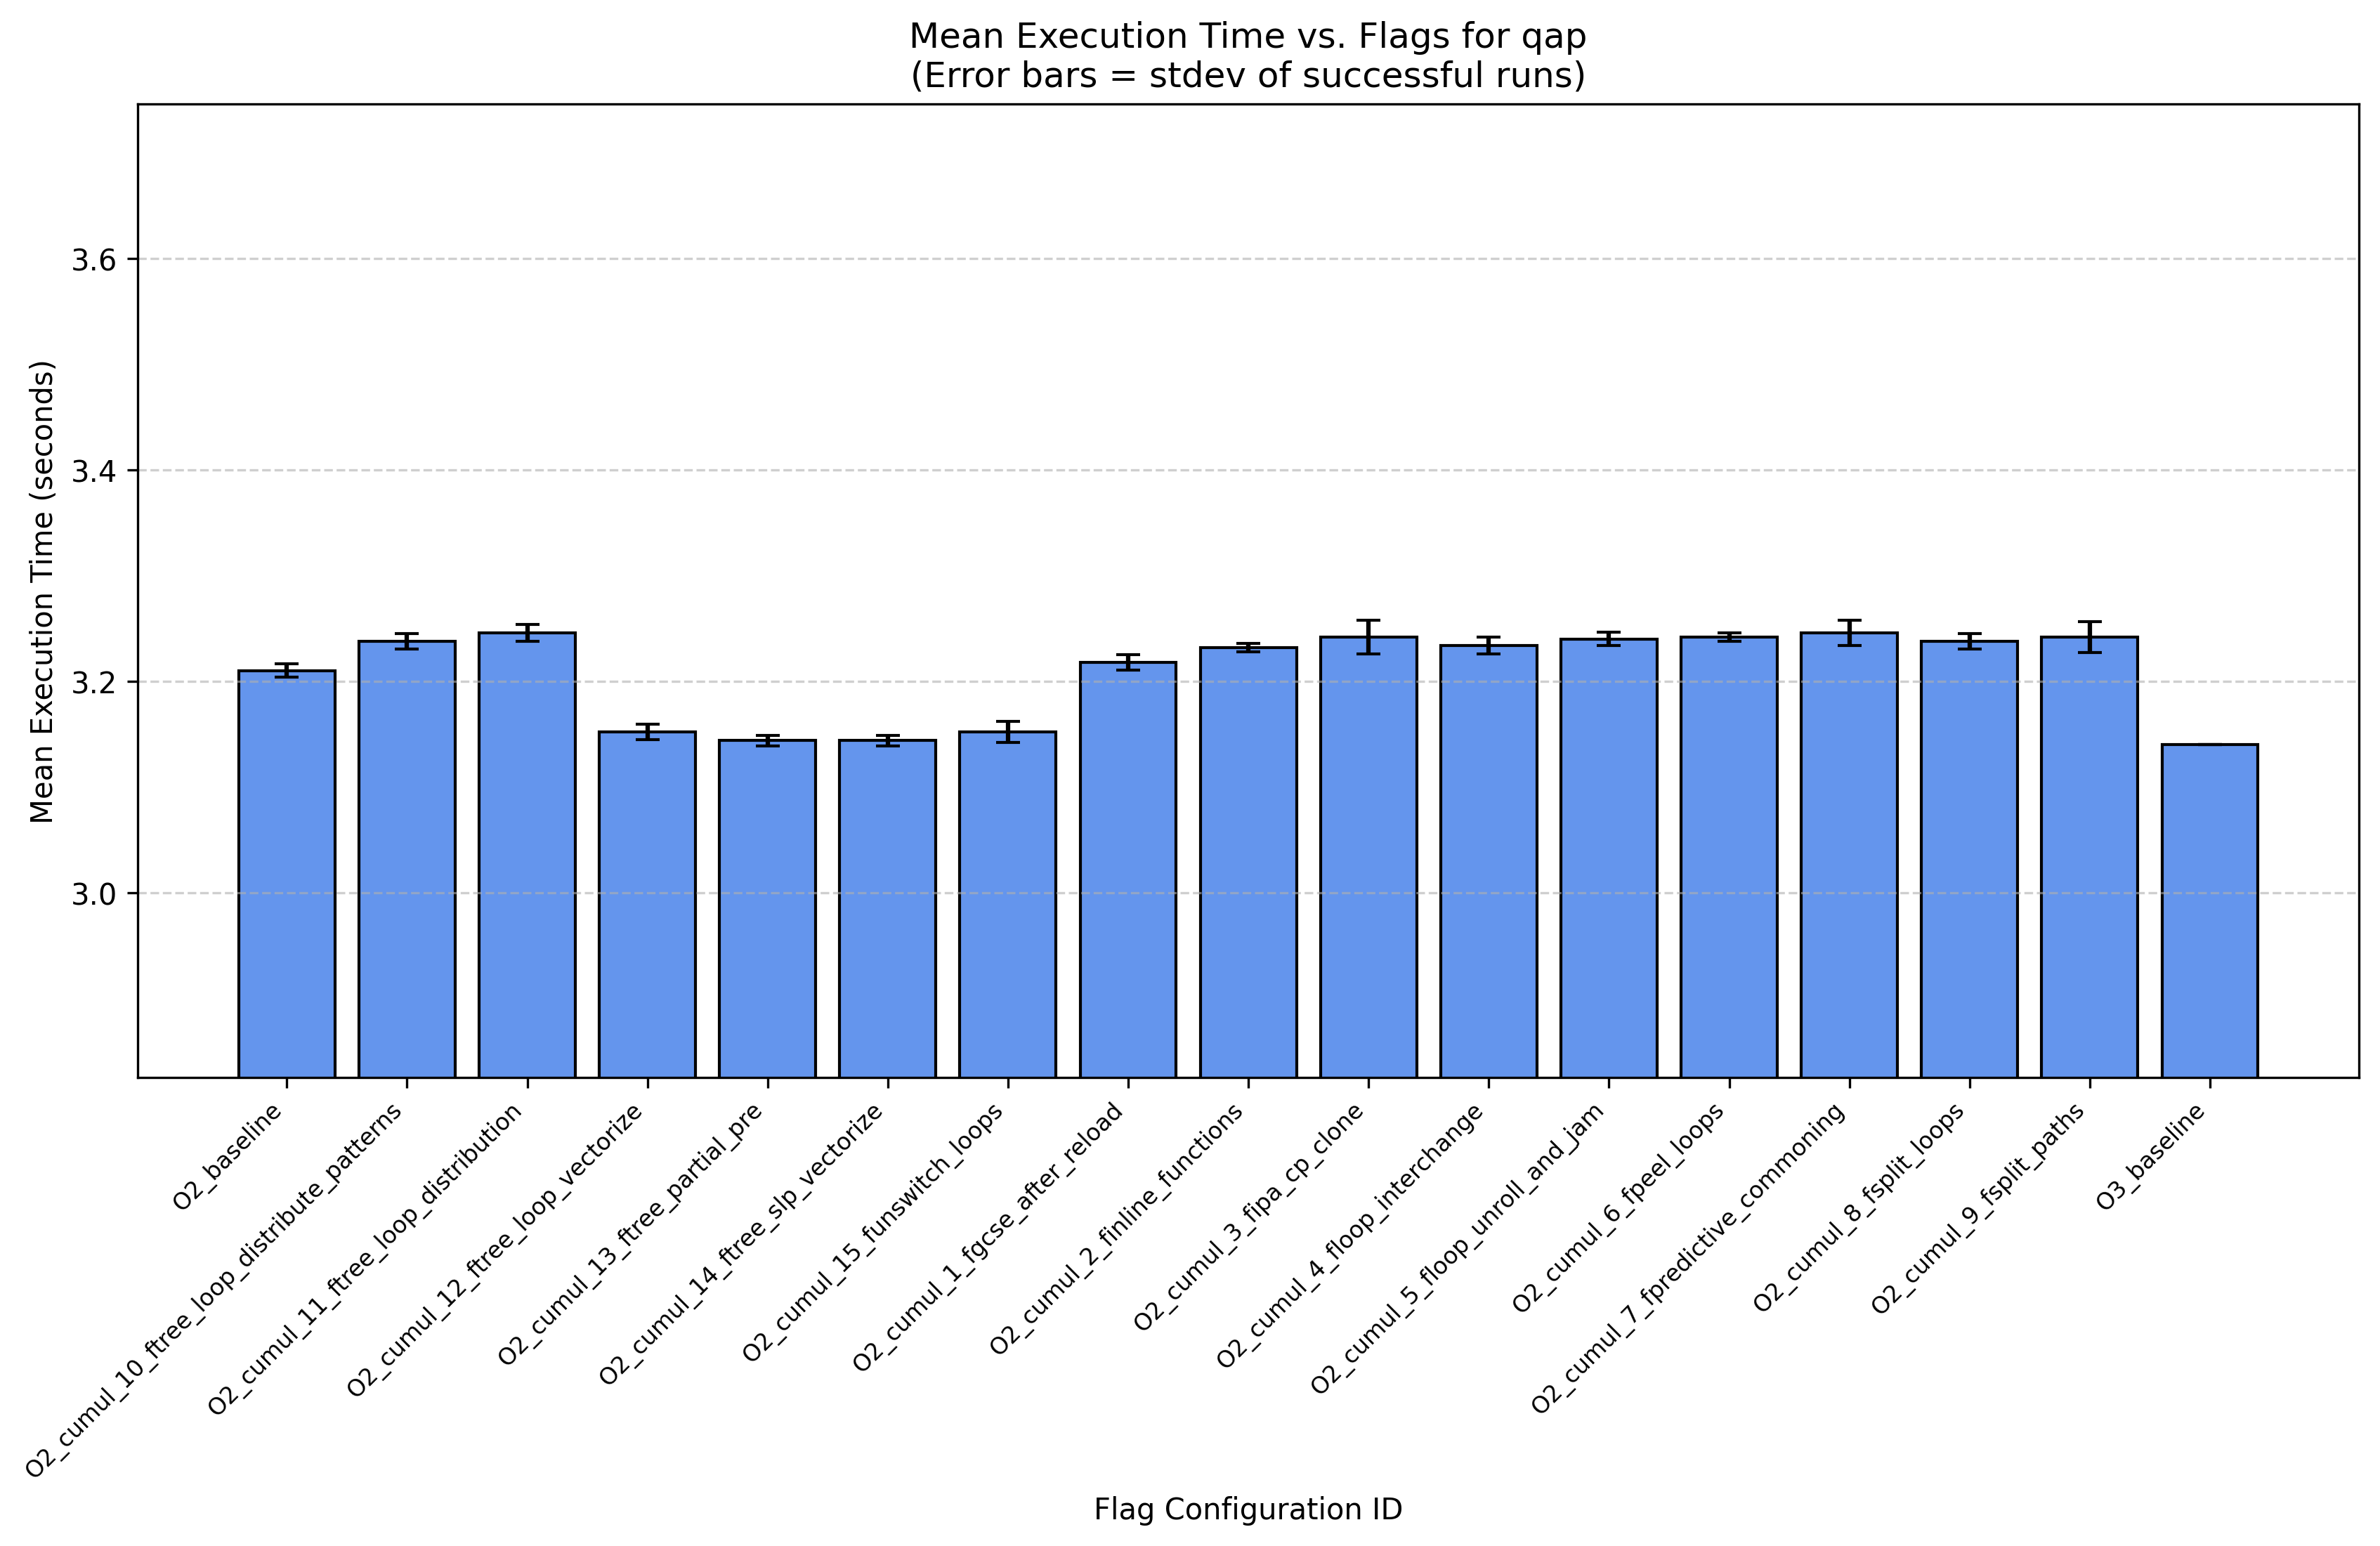 Mean Execution Time vs. Flags for qap
(Error bars = stdev of successful runs)
Mean Execution Time (seconds)
3.6
3.4
3.2
3.0
O2_baseline
O2_cumul_10_ftree_loop_distribute_patterns
O2_cumul_11_ftree_loop_distribution
O2_cumul_12_ftree_loop_vectorize
O2_cumul_13_ftree_partial_pre
O2_cumul_14_ftree_slp_vectorize
O2_cumul_15_funswitch_loops
O2_cumul_1_fgcse_after_reload
O2_cumul_2_finline_functions
O2_cumul_3_fipa_cp_clone
O2_cumul_4_floop_interchange
O2_cumul_5_floop_unroll_and_jam
O2_cumul_6_fpeel_loops
O2_cumul_7_fpredictive_commoning
O2_cumul_8_fsplit_loops
O2_cumul_9_fsplit_paths
O3_baseline
Flag Configuration ID